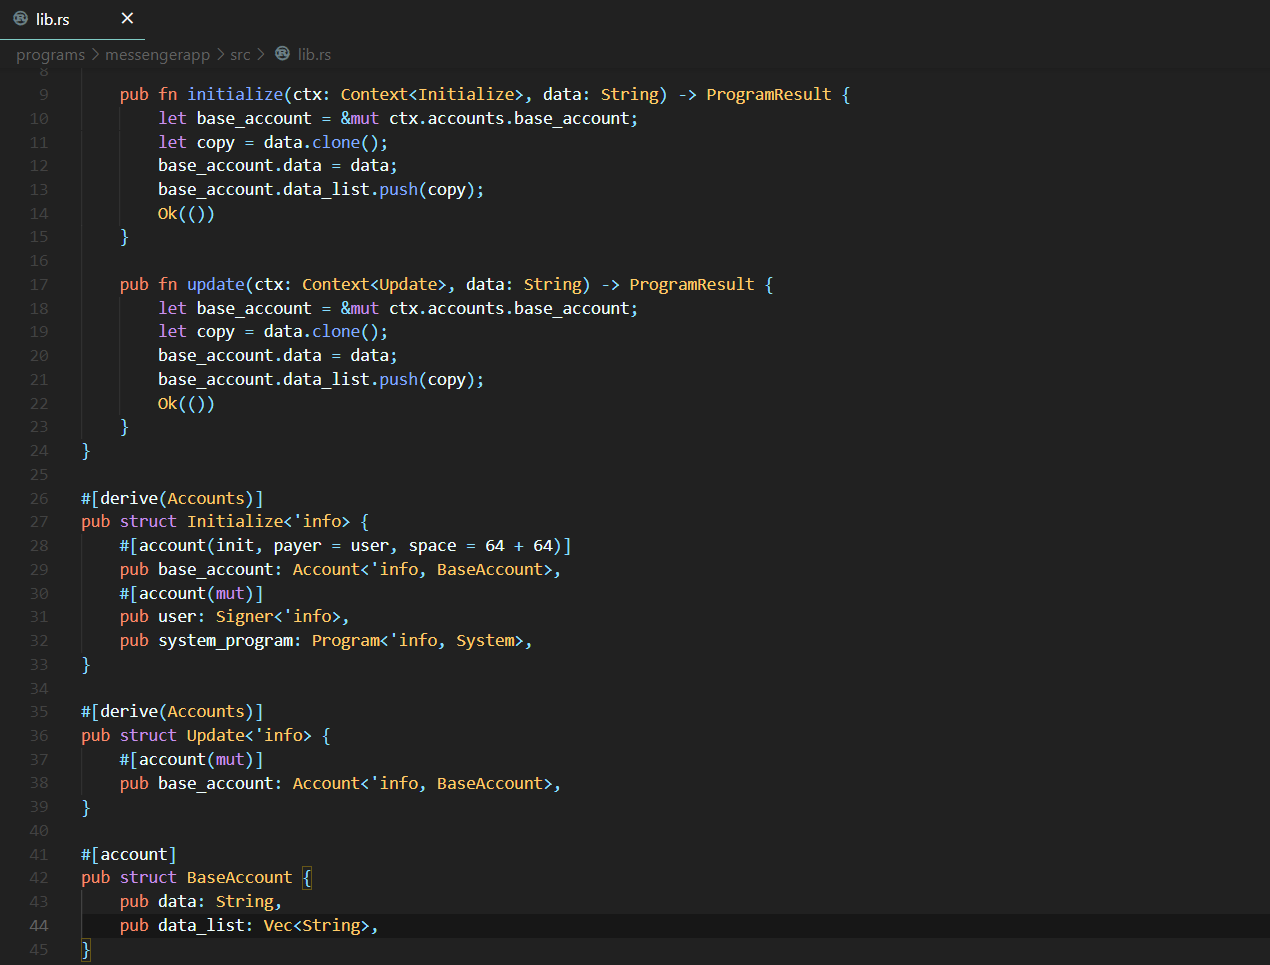 lib.rs
programs > messengerapp > src > lib.rs
8
9 pub fn initialize(ctx: Context<Initialize>, data: String) -> ProgramResult {
10 let base_account = &mut ctx.accounts.base_account;
11 let copy = data.clone();
12 base_account.data = data;
13 base_account.data_list.push(copy);
14 Ok(())
15 }
16
17 pub fn update(ctx: Context<Update>, data: String) -> ProgramResult {
18 let base_account = &mut ctx.accounts.base_account;
19 let copy = data.clone();
20 base_account.data = data;
21 base_account.data_list.push(copy);
22 Ok(())
23 }
24 }
25
26 #[derive(Accounts)]
27 pub struct Initialize<'info> {
28 #[account(init, payer = user, space = 64 + 64)]
29 pub base_account: Account<'info, BaseAccount>,
30 #[account(mut)]
31 pub user: Signer<'info>,
32 pub system_program: Program<'info, System>,
33 }
34
35 #[derive(Accounts)]
36 pub struct Update<'info> {
37 #[account(mut)]
38 pub base_account: Account<'info, BaseAccount>,
39 }
40
41 #[account]
42 pub struct BaseAccount {
43 pub data: String,
44 pub data_list: Vec<String>,
45 }